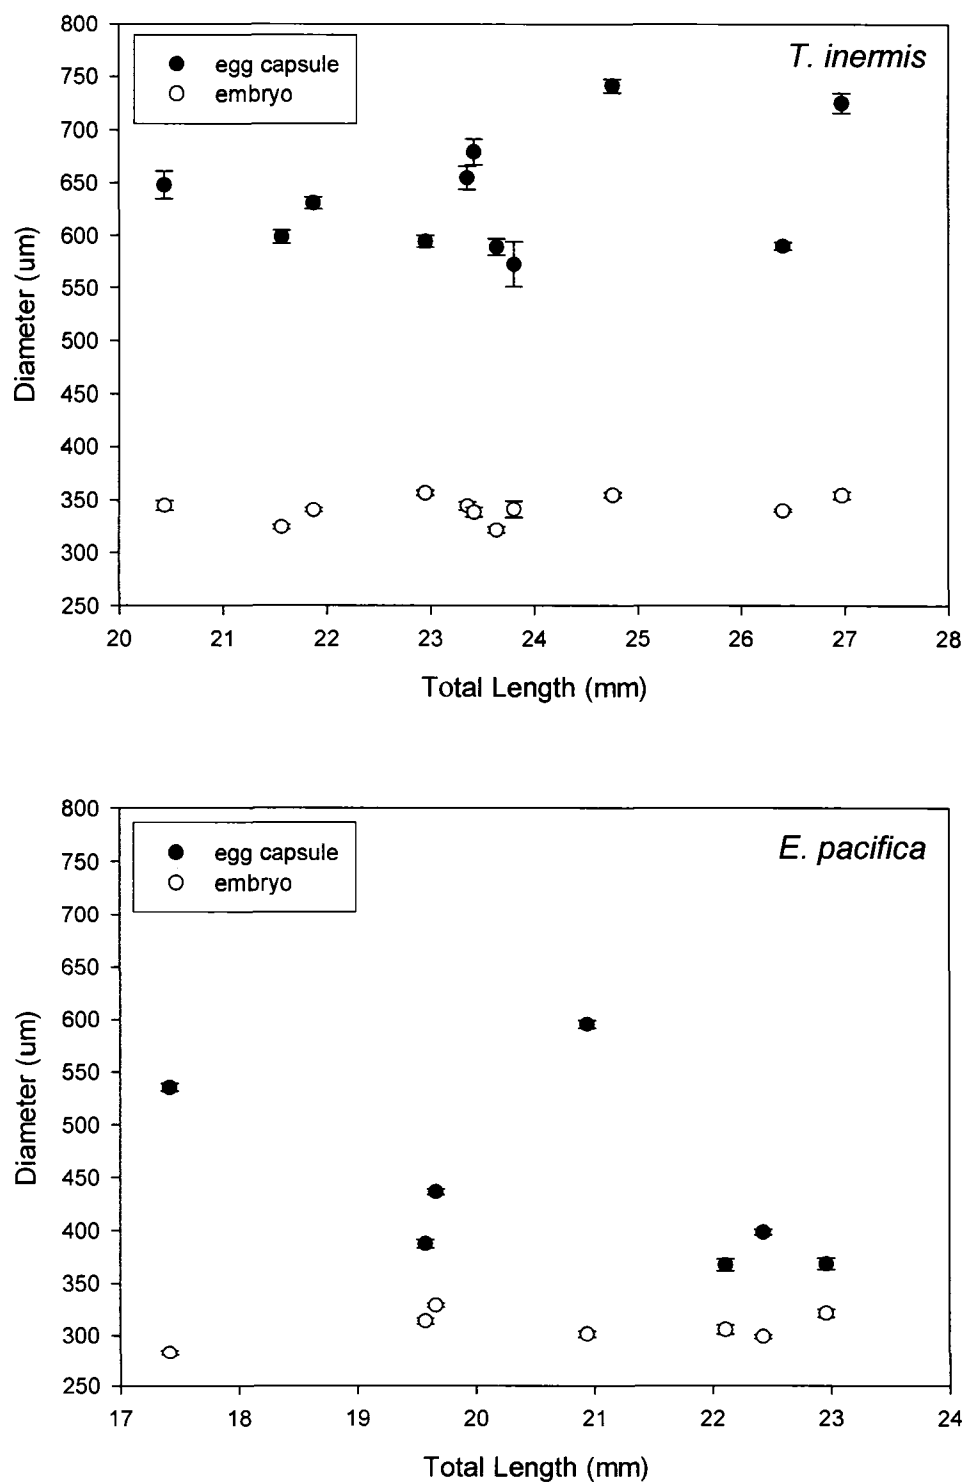 800
750
700
650
600
550
500
450
400
350
300
250
Diameter (um)
egg capsule
embryo
T. inermis
20 21 22 23 24 25 26 27 28
Total Length (mm)
800
750
700
650
600
550
500
450
400
350
300
250
Diameter (um)
egg capsule
embryo
E. pacifica
17 18 19 20 21 22 23 24
Total Length (mm)